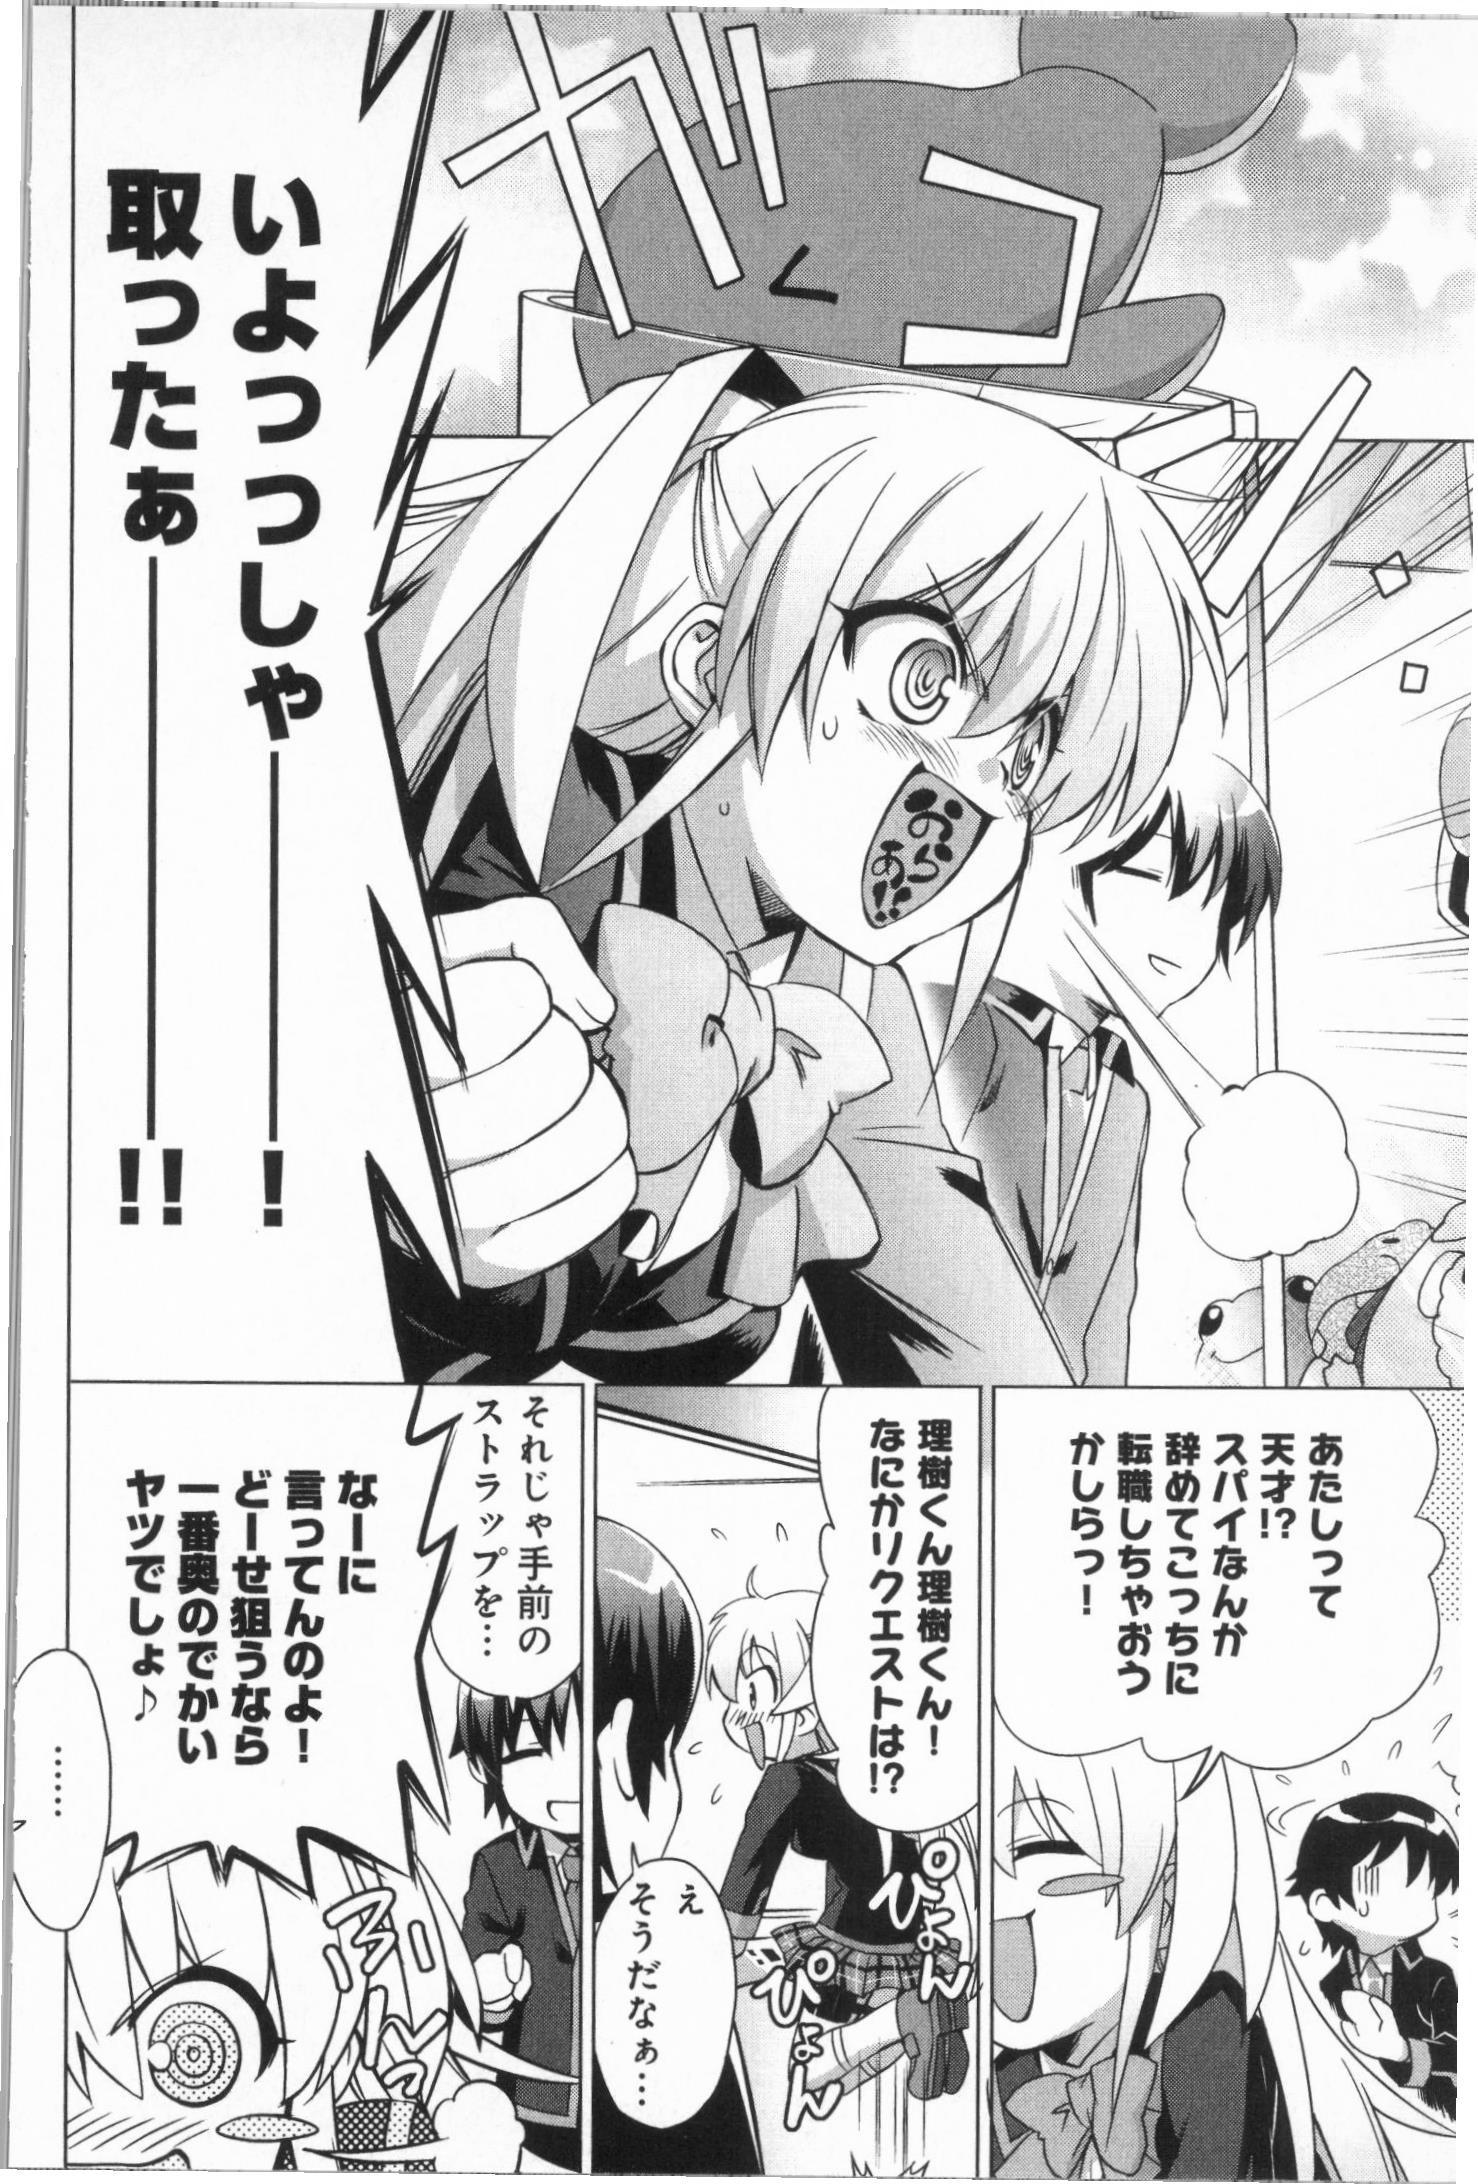 ガコッ
おらぁ!?
いよっっしゃ――――!
取ったぁ――――!!!
あたしって
天才!?
スパイなんか
辞めてこっちに
転職しちゃおう
かしらっ!
理樹くん理樹くん!
なにかリクエストは!?
ぴょん
ぴょん
え
そうだなぁ…
それじゃ手前の
ストラップを…
なーに
言ってんのよ!
どーせ狙うなら
一番奥のでかい
ヤツでしょ♪
……